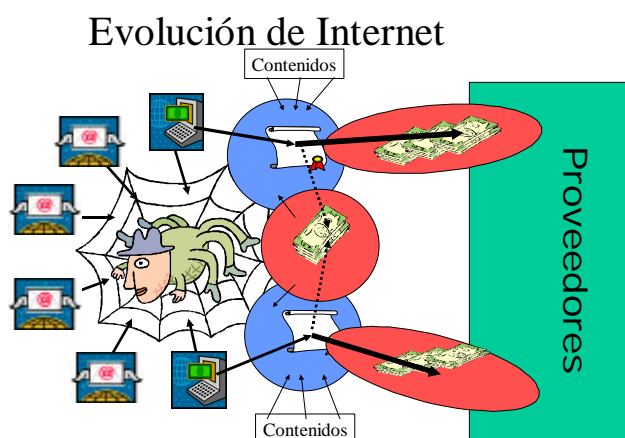 Evolución de Internet
Contenidos
Proveedores
Contenidos